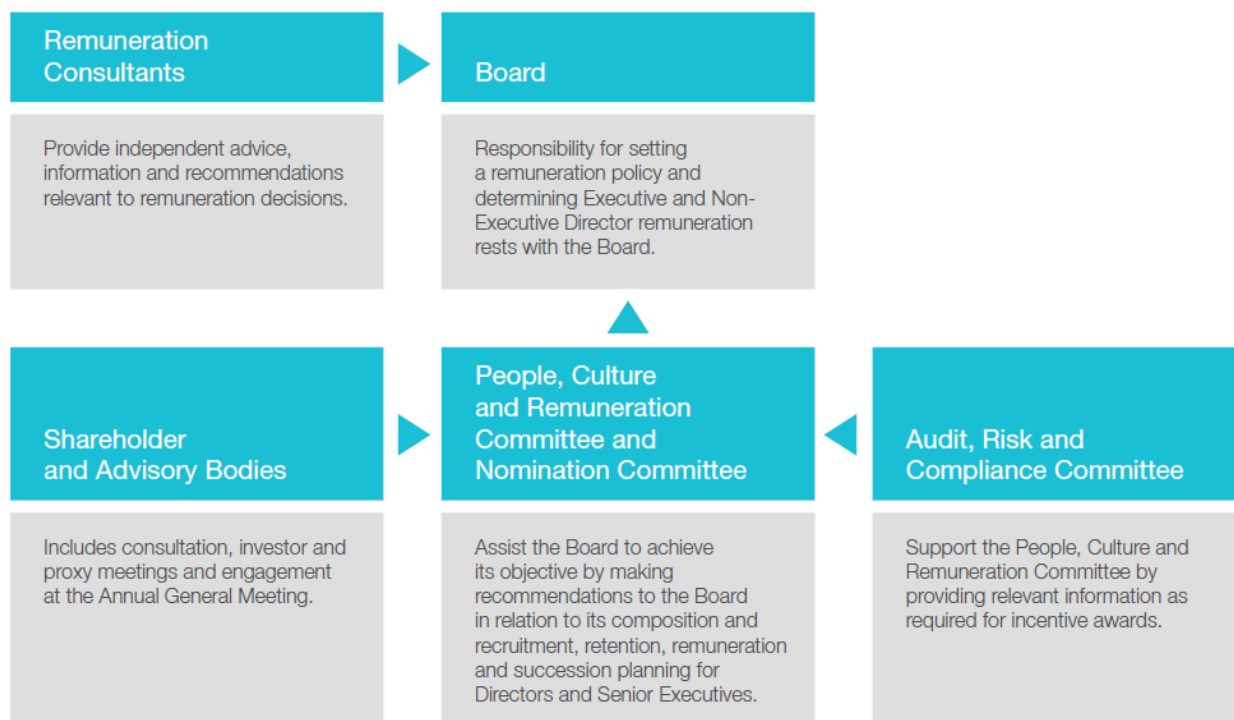 Remuneration
Consultants
Board
Provide independent advice,
information and recommendations
relevant to remuneration decisions.
Responsibility for setting
a remuneration policy and
determining Executive and Non-
Executive Director remuneration
rests with the Board.
Shareholder
and Advisory Bodies
People, Culture
and Remuneration
Committee and
Nomination Committee
Audit, Risk and
Compliance Committee
Includes consultation, investor and
proxy meetings and engagement
at the Annual General Meeting.
Assist the Board to achieve
its objective by making
recommendations to the Board
in relation to its composition and
recruitment, retention, remuneration
and succession planning for
Directors and Senior Executives.
Support the People, Culture and
Remuneration Committee by
providing relevant information as
required for incentive awards.